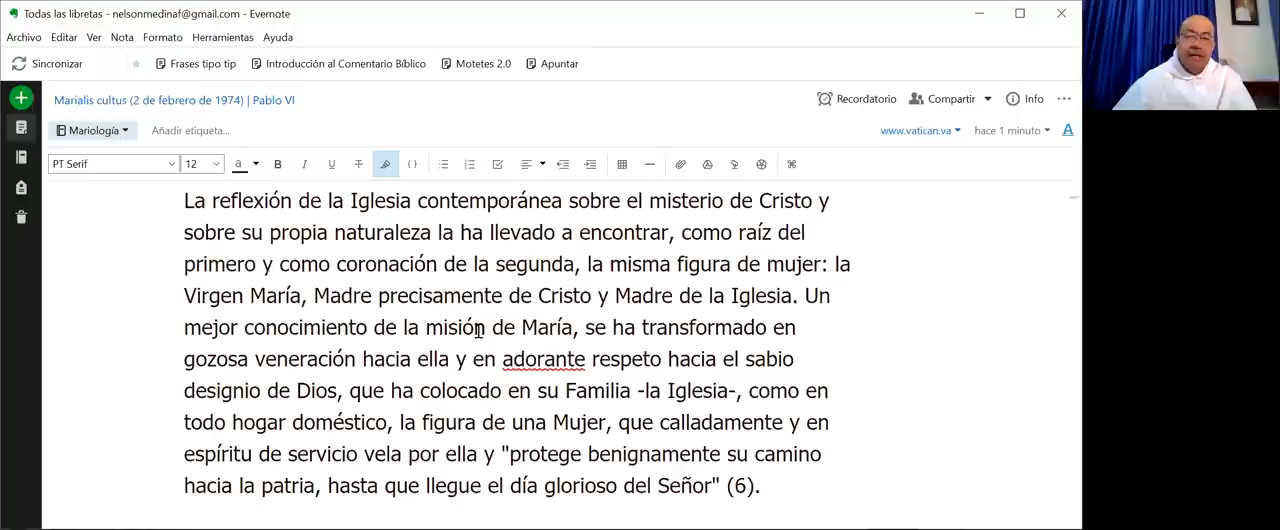 Todas las libretas - nelsonmedinaf@gmail.com - Evernote
Archivo Editar Ver Nota Formato Herramientas Ayuda
Sincronizar Frases tipo tip Introducción al Comentario Bíblico Motetes 2.0 Apuntar
Marialis cultus (2 de febrero de 1974) | Pablo VI Recordatorio Compartir Info
Mariología Añadir etiqueta... www.vatican.va hace 1 minuto A
PT Serif 12 a B I U T
La reflexión de la Iglesia contemporánea sobre el misterio de Cristo y
sobre su propia naturaleza la ha llevado a encontrar, como raíz del
primero y como coronación de la segunda, la misma figura de mujer: la
Virgen María, Madre precisamente de Cristo y Madre de la Iglesia. Un
mejor conocimiento de la misión de María, se ha transformado en
gozosa veneración hacia ella y en adorante respeto hacia el sabio
designio de Dios, que ha colocado en su Familia -la Iglesia-, como en
todo hogar doméstico, la figura de una Mujer, que calladamente y en
espíritu de servicio vela por ella y "protege benignamente su camino
hacia la patria, hasta que llegue el día glorioso del Señor" (6).